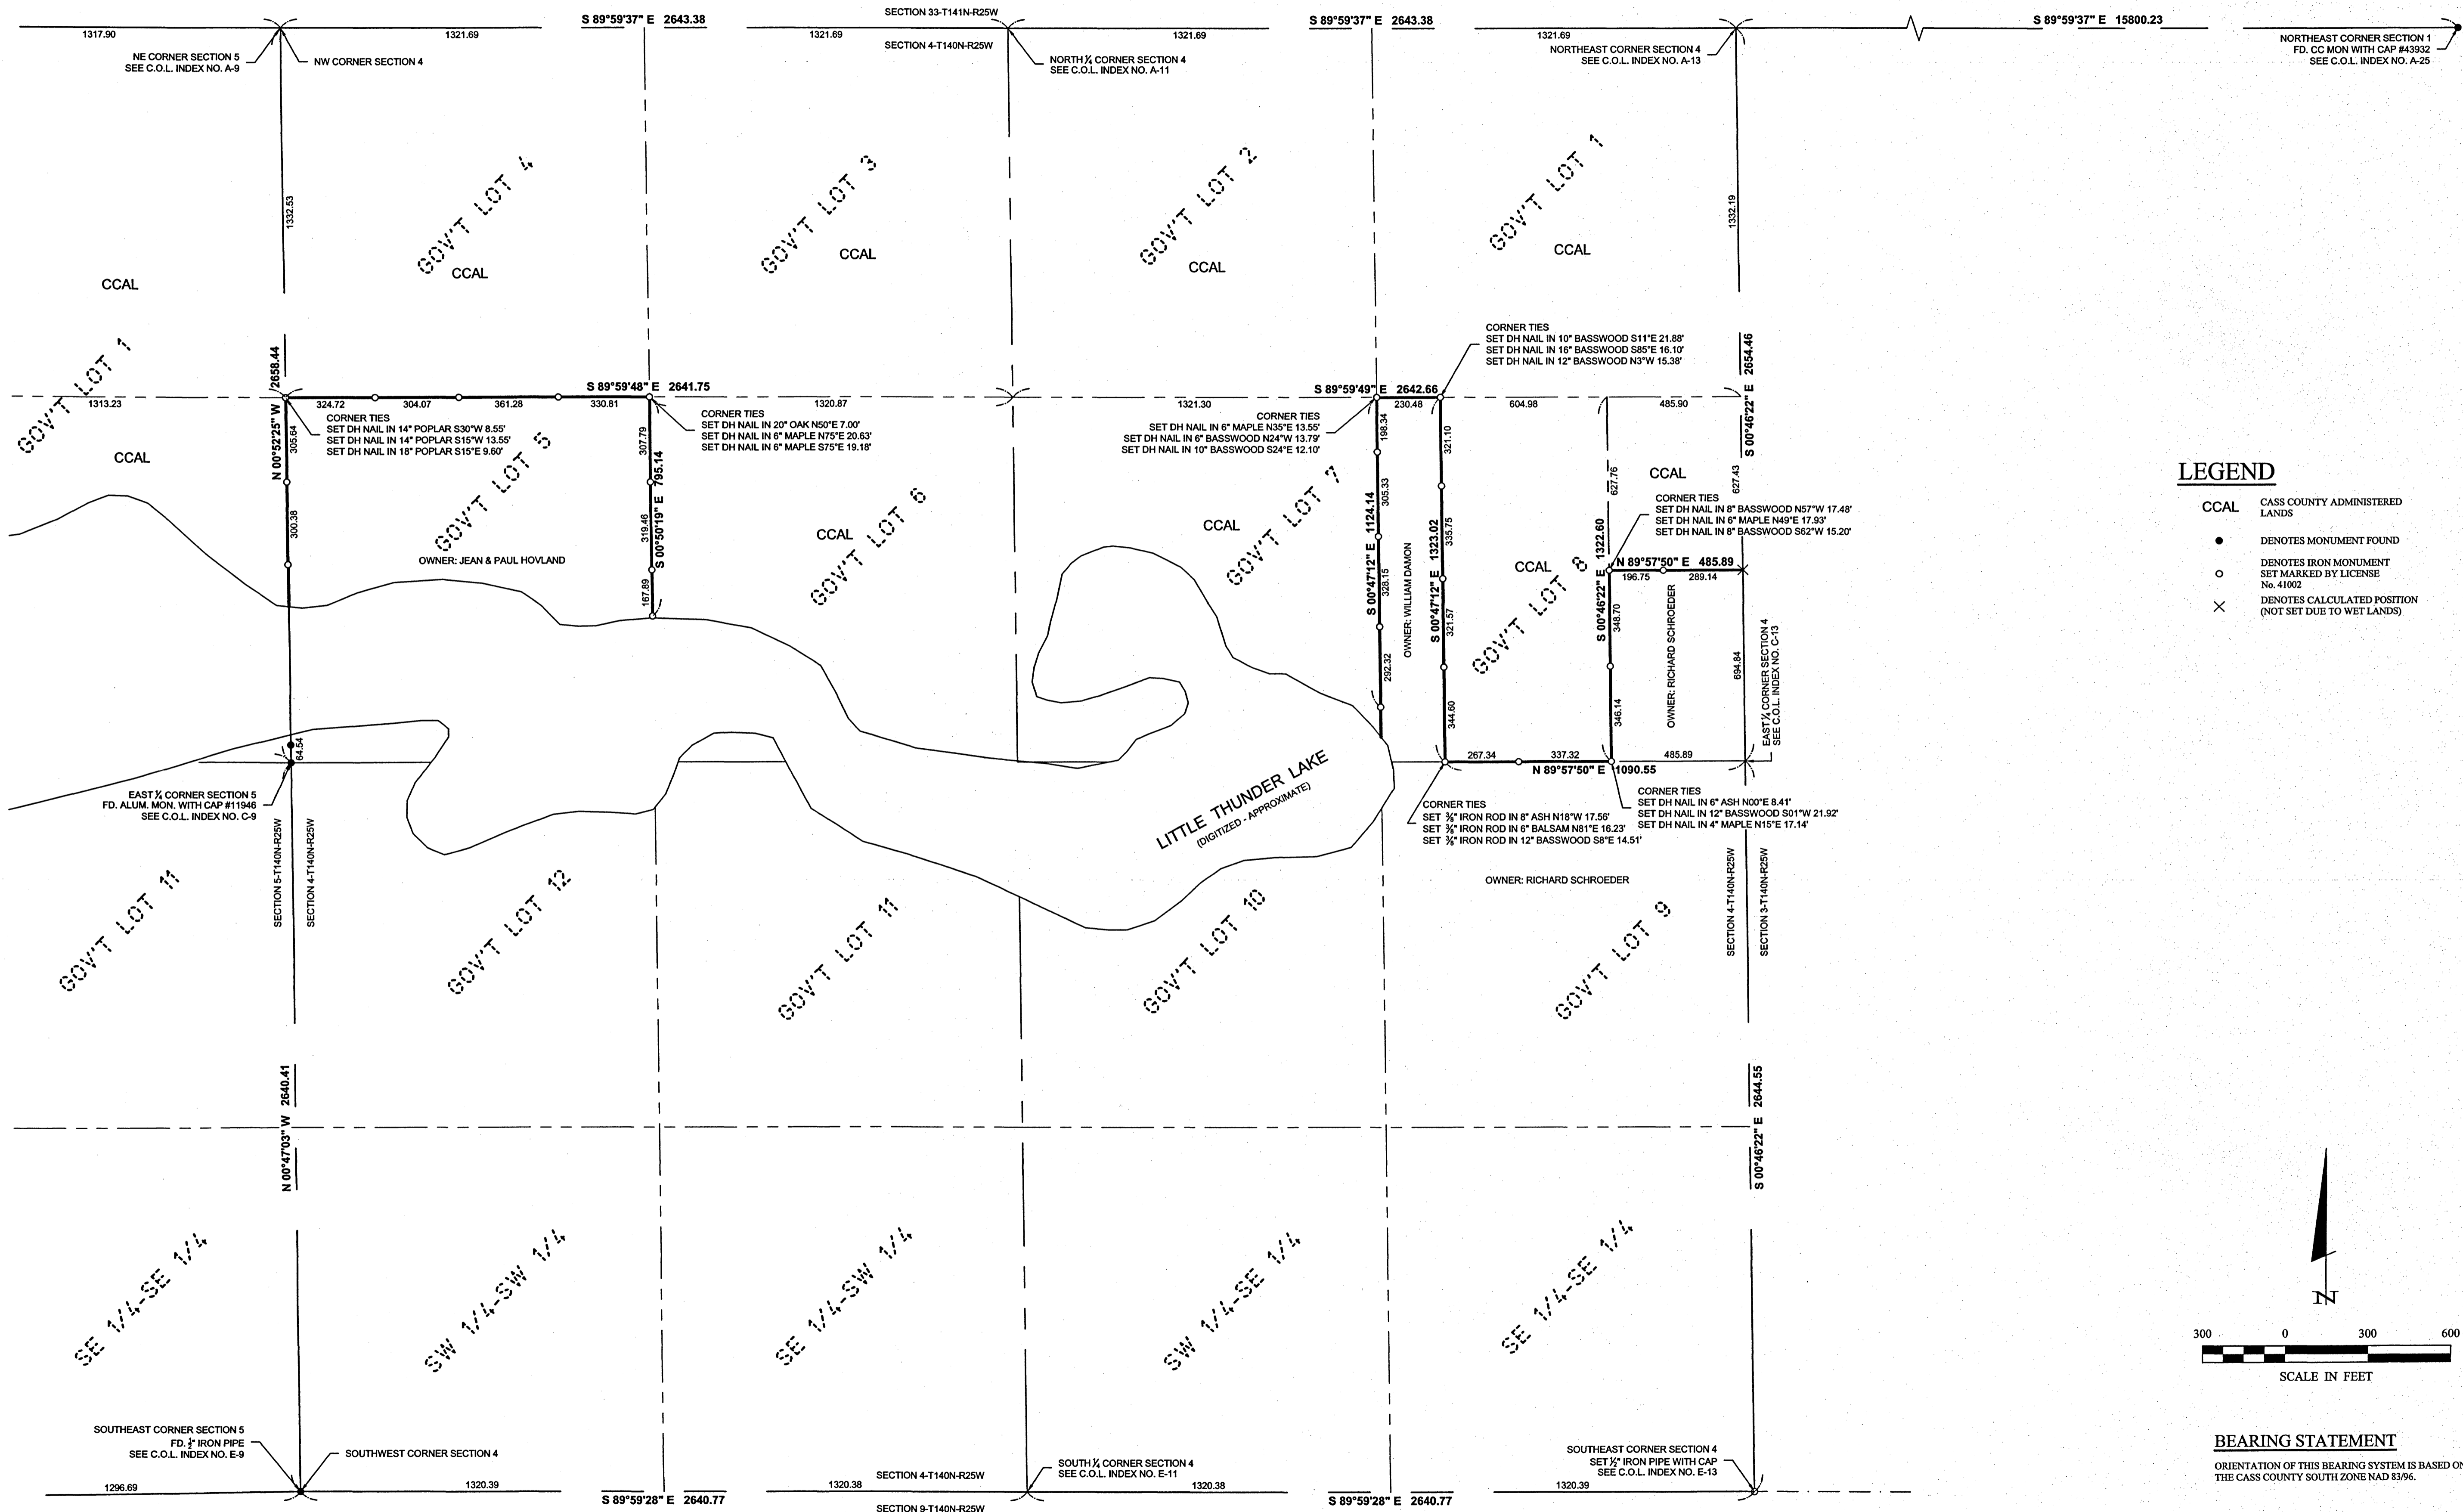 SECTION 33-T141N-R25W
S 89°59'37" E 2643.38
S 89°59'37" E 2643.38
S 89°59'37" E 15800.23
1317.90
1321.69
1321.69
1321.69
1321.69
SECTION 4-T140N-R25W
NE CORNER SECTION 5
SEE C.O.L. INDEX NO. A-9
NW CORNER SECTION 4
NORTH ¼ CORNER SECTION 4
SEE C.O.L. INDEX NO. A-11
NORTHEAST CORNER SECTION 4
SEE C.O.L. INDEX NO. A-13
NORTHEAST CORNER SECTION 1
FD. CC MON WITH CAP #43932
SEE C.O.L. INDEX NO. A-25
1332.53
1332.19
GOV'T LOT 4
GOV'T LOT 3
GOV'T LOT 2
GOV'T LOT 1
CCAL
CCAL
CCAL
CCAL
CCAL
GOV'T LOT 1
N 00°52'25" W 2658.44
S 00°46'22" E 2654.46
CORNER TIES
SET DH NAIL IN 10" BASSWOOD S11°E 21.88'
SET DH NAIL IN 16" BASSWOOD S85°E 16.10'
SET DH NAIL IN 12" BASSWOOD N3°W 15.38'
S 89°59'48" E 2641.75
S 89°59'49" E 2642.66
1313.23
324.72
304.07
361.28
330.81
1320.87
1321.30
230.48
604.98
485.90
CORNER TIES
SET DH NAIL IN 14" POPLAR S30°W 8.55'
SET DH NAIL IN 14" POPLAR S15°W 13.55'
SET DH NAIL IN 18" POPLAR S15°E 9.60'
CORNER TIES
SET DH NAIL IN 20" OAK N50°E 7.00'
SET DH NAIL IN 6" MAPLE N75°E 20.63'
SET DH NAIL IN 6" MAPLE S75°E 19.18'
CORNER TIES
SET DH NAIL IN 6" MAPLE N35°E 13.55'
SET DH NAIL IN 6" BASSWOOD N24°W 13.79'
SET DH NAIL IN 10" BASSWOOD S24°E 12.10'
CCAL
305.64
300.38
GOV'T LOT 5
OWNER: JEAN & PAUL HOVLAND
307.79
319.46
167.89
S 00°50'19" E 795.14
CCAL
GOV'T LOT 6
CCAL
GOV'T LOT 7
198.34
305.33
328.15
292.32
S 00°47'12" E 1124.14
OWNER: WILLIAM DAMON
S 00°47'12" E 1323.02
321.10
335.75
321.57
344.60
CCAL
GOV'T LOT 8
627.76
S 00°46'22" E 1322.60
348.70
346.14
CCAL
627.43
CORNER TIES
SET DH NAIL IN 8" BASSWOOD N57°W 17.48'
SET DH NAIL IN 6" MAPLE N49°E 17.93'
SET DH NAIL IN 8" BASSWOOD S62°W 15.20'
N 89°57'50" E 485.89
196.75
289.14
OWNER: RICHARD SCHROEDER
694.84
EAST ¼ CORNER SECTION 4
SEE C.O.L. INDEX NO. C-13
LEGEND
CCAL
CASS COUNTY ADMINISTERED
LANDS
DENOTES MONUMENT FOUND
DENOTES IRON MONUMENT
SET MARKED BY LICENSE
No. 41002
DENOTES CALCULATED POSITION
(NOT SET DUE TO WET LANDS)
64.54
EAST ¼ CORNER SECTION 5
FD. ALUM. MON. WITH CAP #11946
SEE C.O.L. INDEX NO. C-9
LITTLE THUNDER LAKE
(DIGITIZED - APPROXIMATE)
267.34
337.32
485.89
N 89°57'50" E 1090.55
CORNER TIES
SET ⅜" IRON ROD IN 8" ASH N18°W 17.56'
SET ⅜" IRON ROD IN 6" BALSAM N81°E 16.23'
SET ⅜" IRON ROD IN 12" BASSWOOD S8°E 14.51'
CORNER TIES
SET DH NAIL IN 6" ASH N00°E 8.41'
SET DH NAIL IN 12" BASSWOOD S01°W 21.92'
SET DH NAIL IN 4" MAPLE N15°E 17.14'
OWNER: RICHARD SCHROEDER
SECTION 5-T140N-R25W
SECTION 4-T140N-R25W
SECTION 4-T140N-R25W
SECTION 3-T140N-R25W
GOV'T LOT 11
GOV'T LOT 12
GOV'T LOT 11
GOV'T LOT 10
GOV'T LOT 9
N 00°47'03" W 2640.41
S 00°46'22" E 2644.55
SE 1/4-SE 1/4
SW 1/4-SW 1/4
SE 1/4-SW 1/4
SW 1/4-SE 1/4
SE 1/4-SE 1/4
N
300 0 300 600
SCALE IN FEET
BEARING STATEMENT
ORIENTATION OF THIS BEARING SYSTEM IS BASED ON
THE CASS COUNTY SOUTH ZONE NAD 83/96.
SOUTHEAST CORNER SECTION 5
FD. ½" IRON PIPE
SEE C.O.L. INDEX NO. E-9
SOUTHWEST CORNER SECTION 4
SOUTH ¼ CORNER SECTION 4
SEE C.O.L. INDEX NO. E-11
SOUTHEAST CORNER SECTION 4
SET ½" IRON PIPE WITH CAP
SEE C.O.L. INDEX NO. E-13
SECTION 4-T140N-R25W
1296.69
1320.39
1320.38
1320.38
1320.39
S 89°59'28" E 2640.77
S 89°59'28" E 2640.77
SECTION 9-T140N-R25W